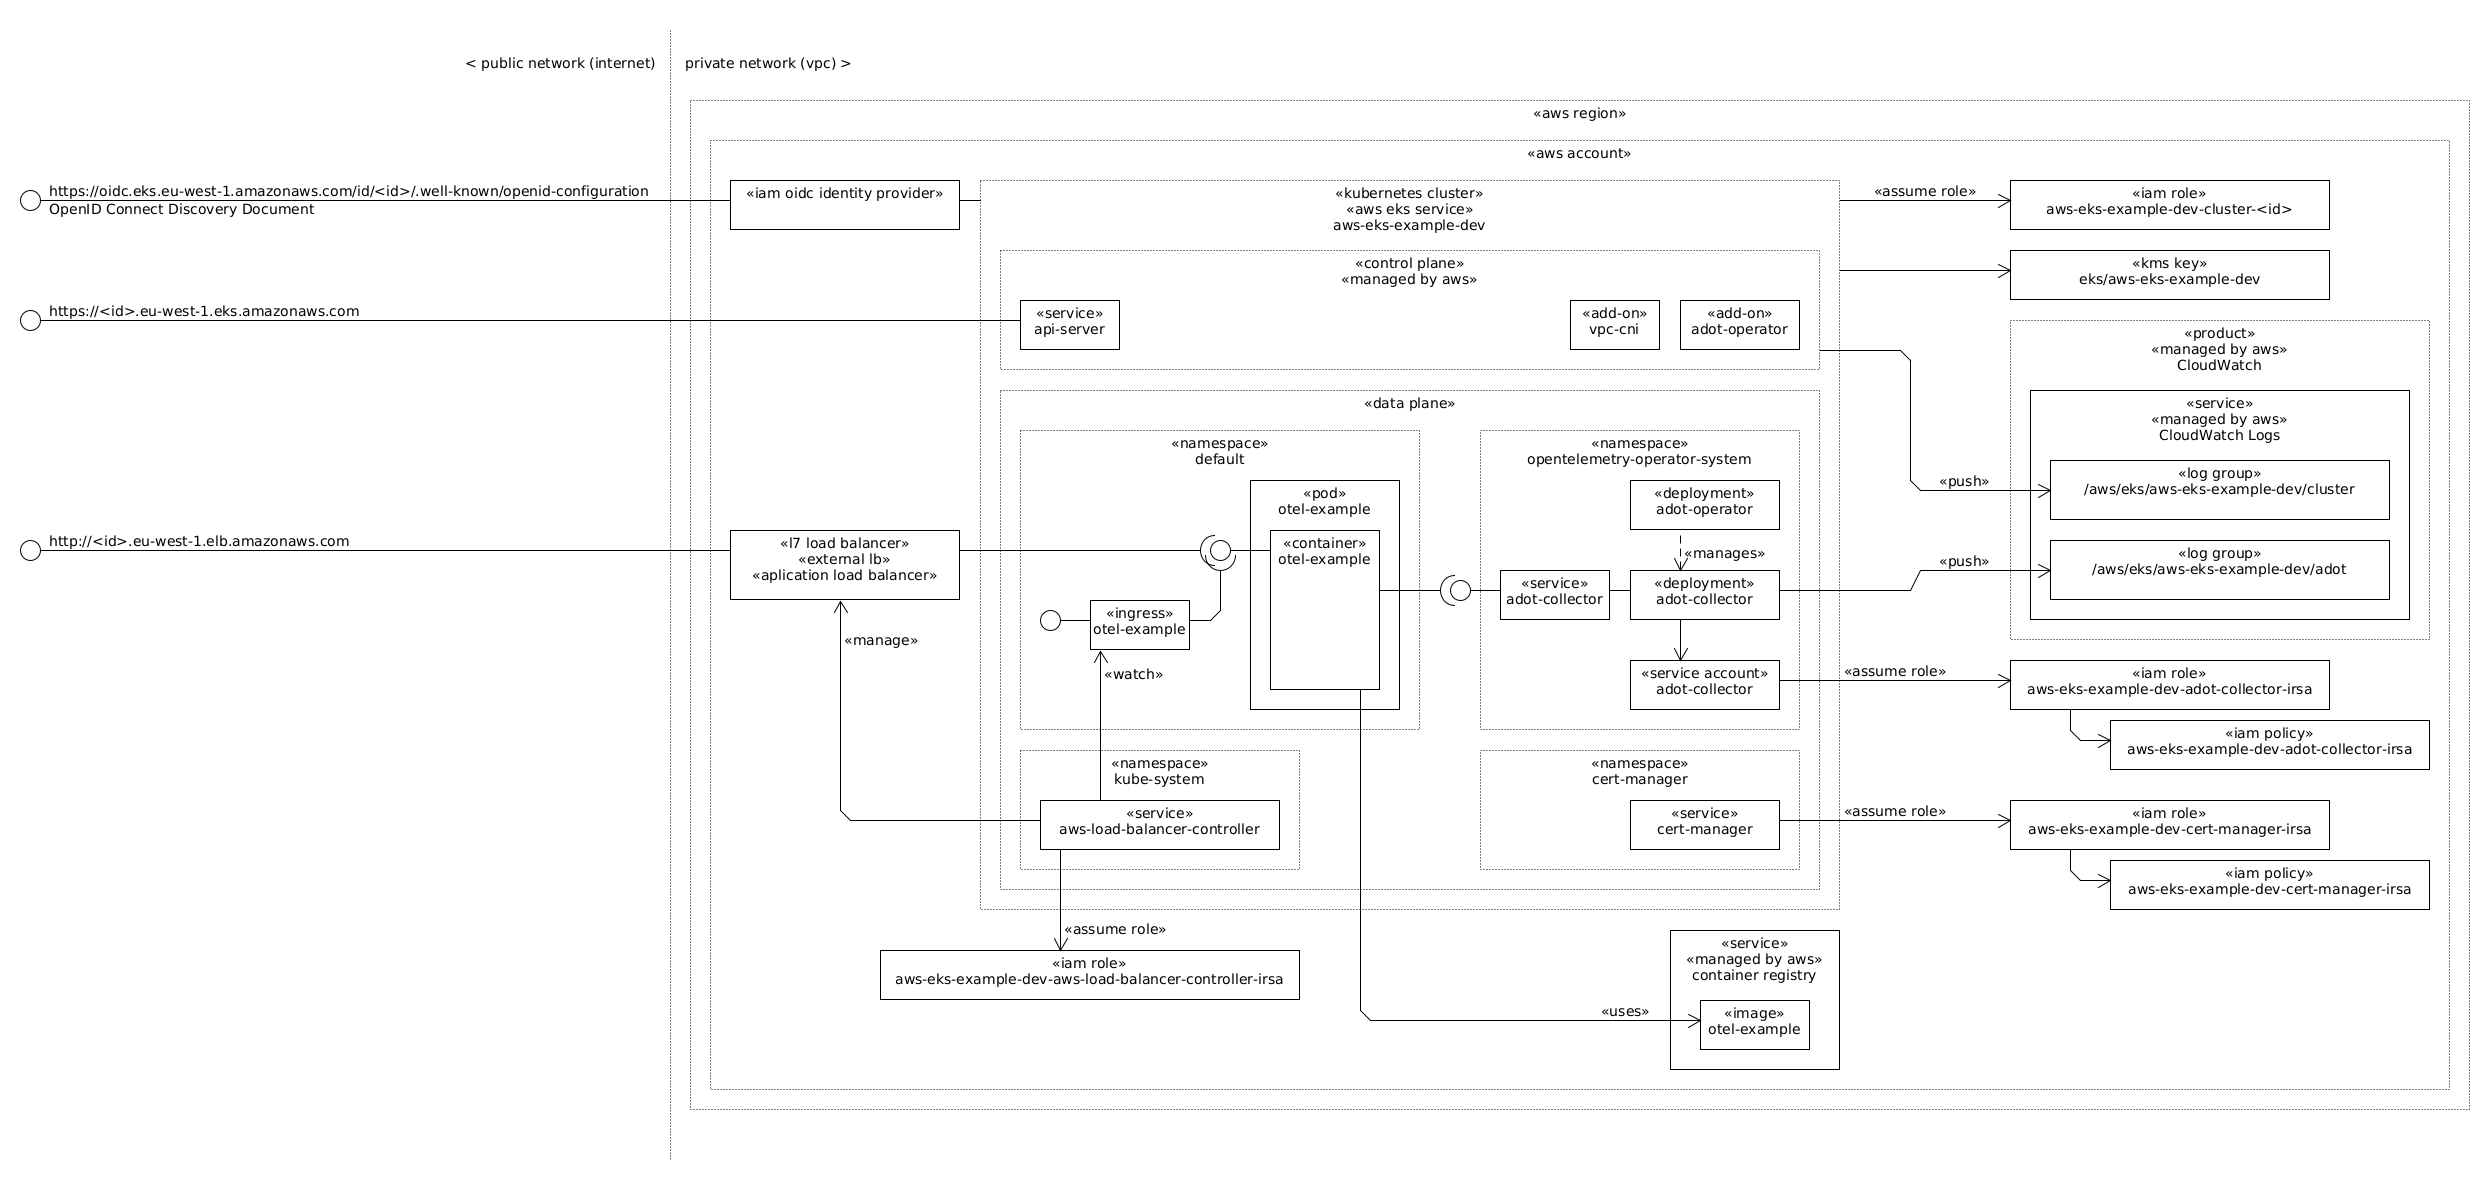 < public network (internet)
private network (vpc) >
«aws region»
«aws account»
https://oidc.eks.eu-west-1.amazonaws.com/id/<id>/.well-known/openid-configuration
OpenID Connect Discovery Document
«iam oidc identity provider»
«kubernetes cluster»
«aws eks service»
aws-eks-example-dev
«assume role»
«iam role»
aws-eks-example-dev-cluster-<id>
«control plane»
«managed by aws»
«kms key»
eks/aws-eks-example-dev
https://<id>.eu-west-1.eks.amazonaws.com
«service»
api-server
«add-on»
vpc-cni
«add-on»
adot-operator
«product»
«managed by aws»
CloudWatch
«service»
«managed by aws»
CloudWatch Logs
«push»
«log group»
/aws/eks/aws-eks-example-dev/cluster
«push»
«log group»
/aws/eks/aws-eks-example-dev/adot
«data plane»
«namespace»
default
«pod»
otel-example
«container»
otel-example
«namespace»
opentelemetry-operator-system
«deployment»
adot-operator
«manages»
«service»
adot-collector
«deployment»
adot-collector
«service account»
adot-collector
http://<id>.eu-west-1.elb.amazonaws.com
«l7 load balancer»
«external lb»
«aplication load balancer»
«manage»
«ingress»
otel-example
«watch»
«assume role»
«iam role»
aws-eks-example-dev-adot-collector-irsa
«iam policy»
aws-eks-example-dev-adot-collector-irsa
«namespace»
kube-system
«service»
aws-load-balancer-controller
«namespace»
cert-manager
«service»
cert-manager
«assume role»
«iam role»
aws-eks-example-dev-cert-manager-irsa
«iam policy»
aws-eks-example-dev-cert-manager-irsa
«assume role»
«iam role»
aws-eks-example-dev-aws-load-balancer-controller-irsa
«service»
«managed by aws»
container registry
«uses»
«image»
otel-example